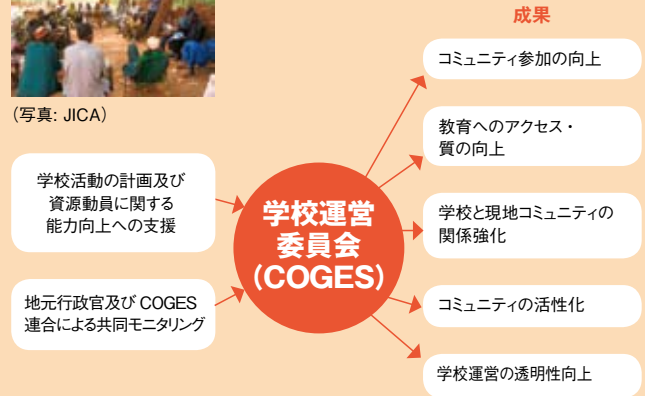 (写真: JICA)
学校活動の計画及び
資源動員に関する
能力向上への支援
地元行政官及び COGES
連合による共同モニタリング
学校運営
委員会
(COGES)
成果
コミュニティ参加の向上
教育へのアクセス・
質の向上
学校と現地コミュニティの
関係強化
コミュニティの活性化
学校運営の透明性向上